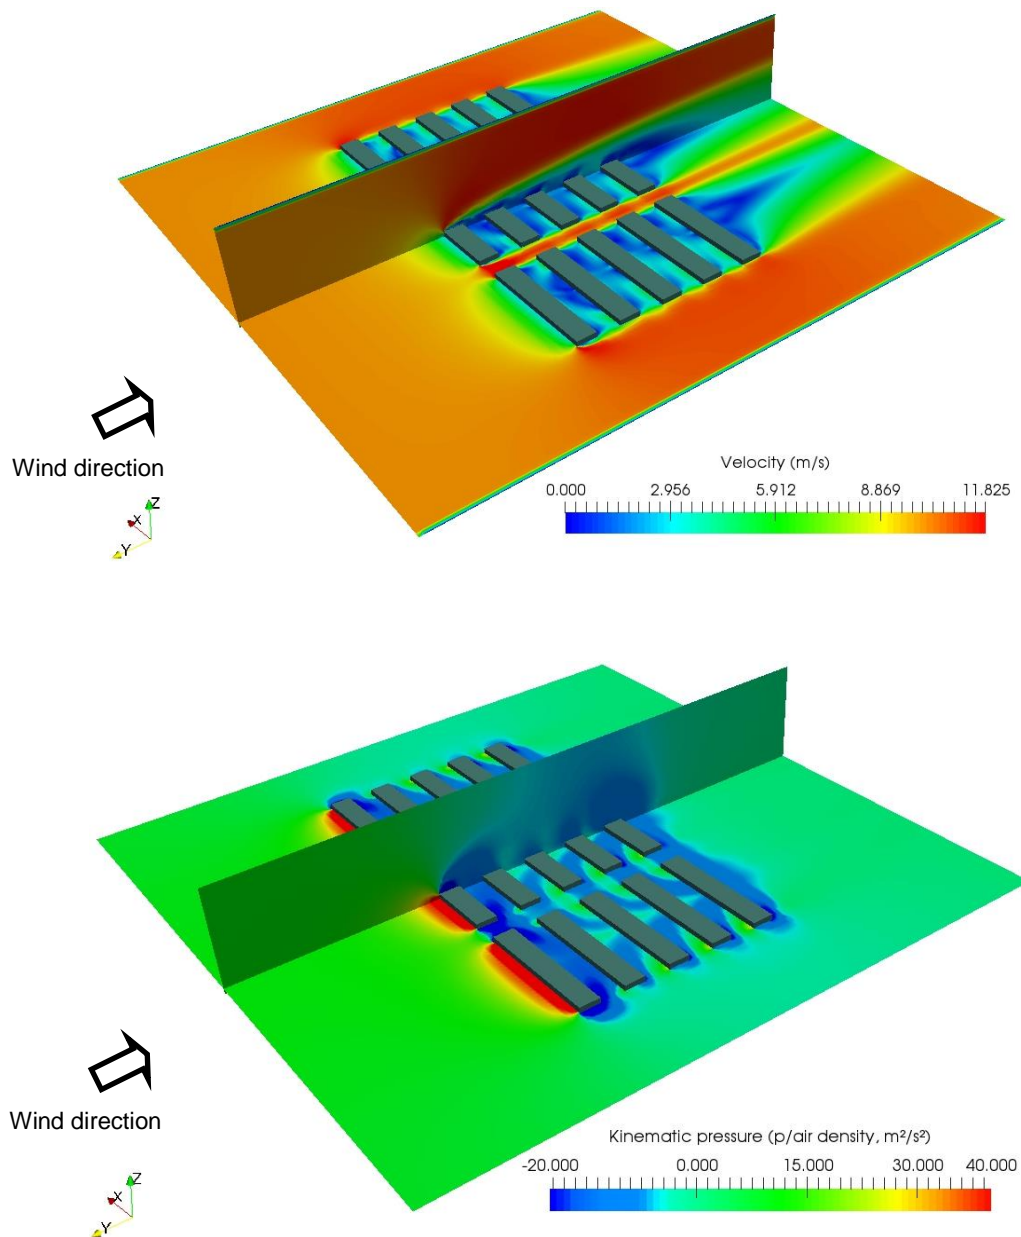 Wind direction
Z
X
Y
Velocity (m/s)
0.000 2.956 5.912 8.869 11.825
Wind direction
Z
X
Y
Kinematic pressure (p/air density, m²/s²)
-20.000 0.000 15.000 30.000 40.000